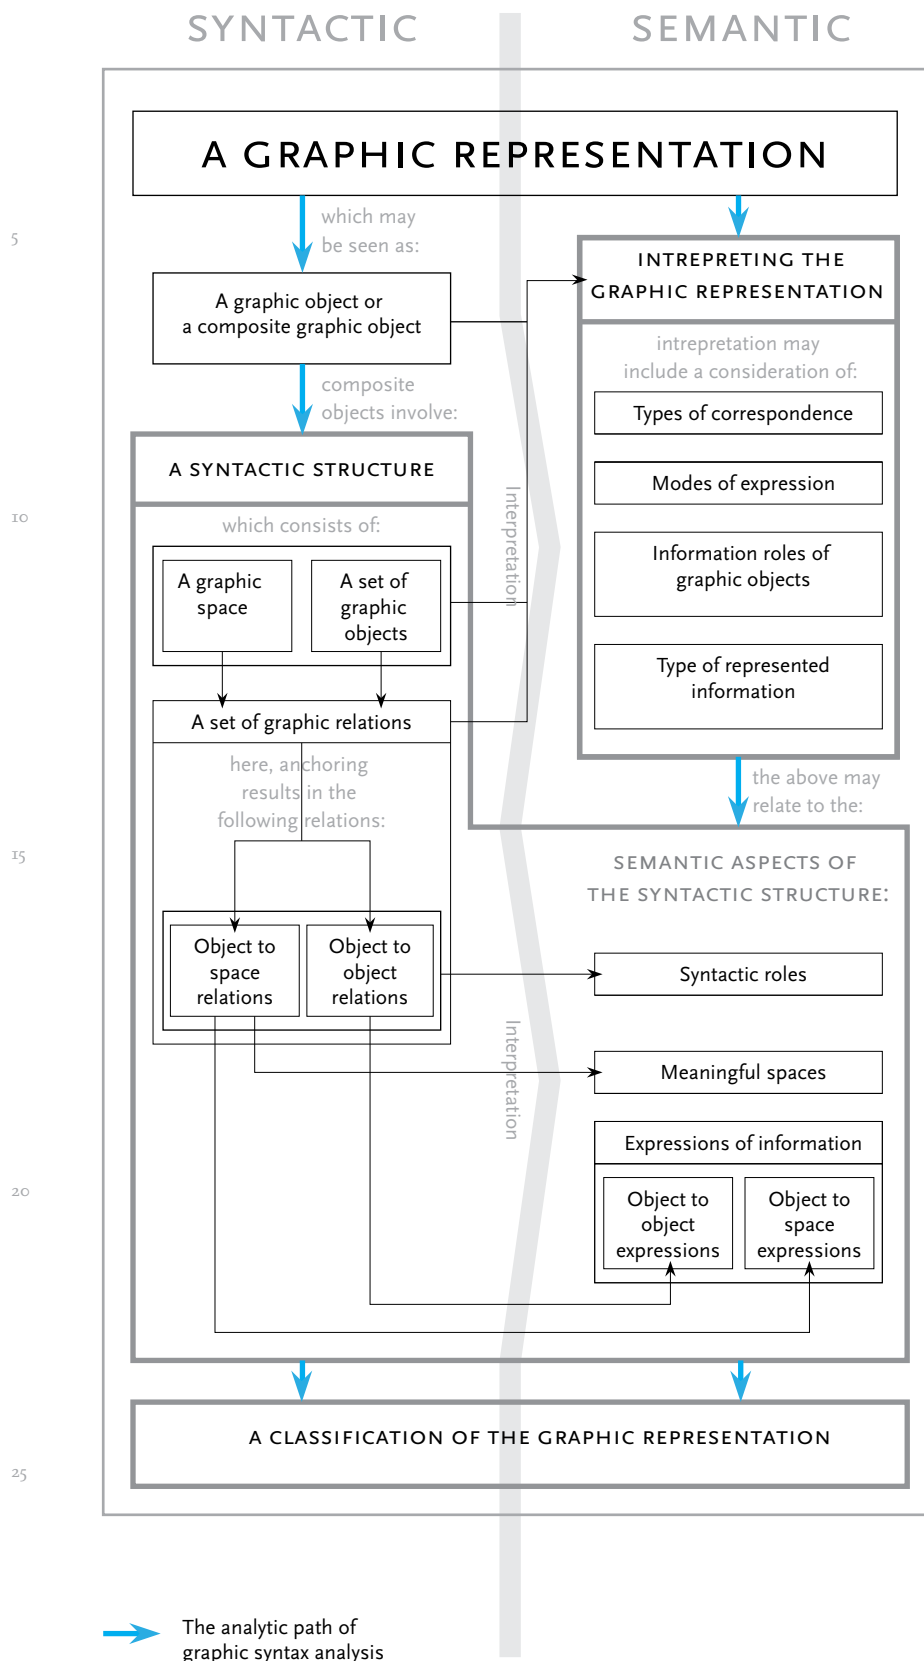 SYNTACTIC
SEMANTIC
A GRAPHIC REPRESENTATION
which may
be seen as:
5
INTREPRETING THE
GRAPHIC REPRESENTATION
A graphic object or
a composite graphic object
intrepretation may
include a consideration of:
composite
objects involve:
Types of correspondence
A SYNTACTIC STRUCTURE
Modes of expression
10
which consists of:
Interpretation
Information roles of
graphic objects
A graphic
space
A set of
graphic
objects
Type of represented
information
A set of graphic relations
here, anchoring
results in the
following relations:
the above may
relate to the:
15
SEMANTIC ASPECTS OF
THE SYNTACTIC STRUCTURE:
Object to
space
relations
Object to
object
relations
Syntactic roles
Interpretation
Meaningful spaces
Expressions of information
20
Object to
object
expressions
Object to
space
expressions
A CLASSIFICATION OF THE GRAPHIC REPRESENTATION
25
The analytic path of
graphic syntax analysis